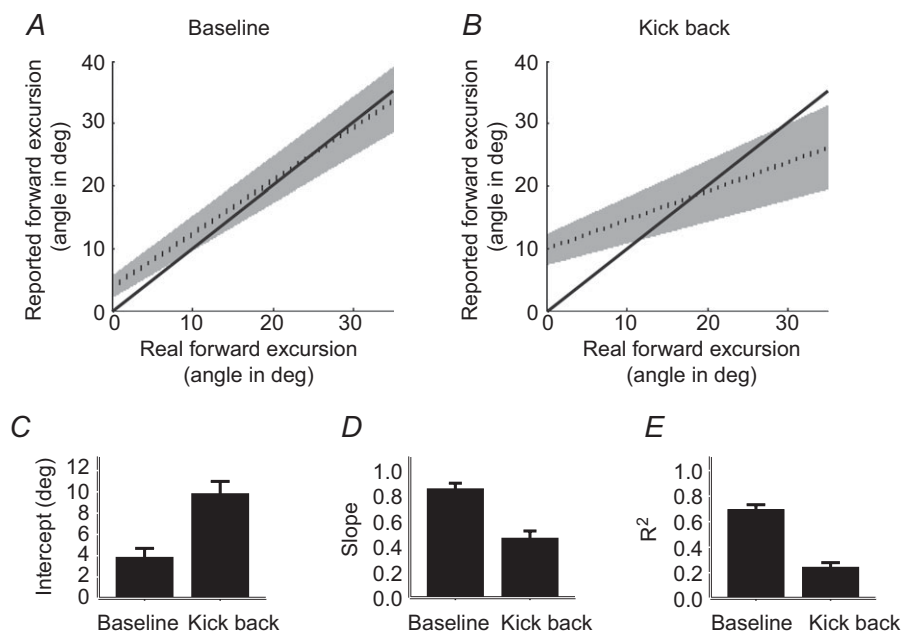 A
Baseline
Reported forward excursion
(angle in deg)
40
30
20
10
0
0 10 20 30
Real forward excursion
(angle in deg)
B
Kick back
Reported forward excursion
(angle in deg)
40
30
20
10
0
0 10 20 30
Real forward excursion
(angle in deg)
C
Intercept (deg)
12
10
8
6
4
2
0
Baseline Kick back
D
Slope
1.0
0.8
0.6
0.4
0.2
0.0
Baseline Kick back
E
R²
1.0
0.8
0.6
0.4
0.2
0.0
Baseline Kick back